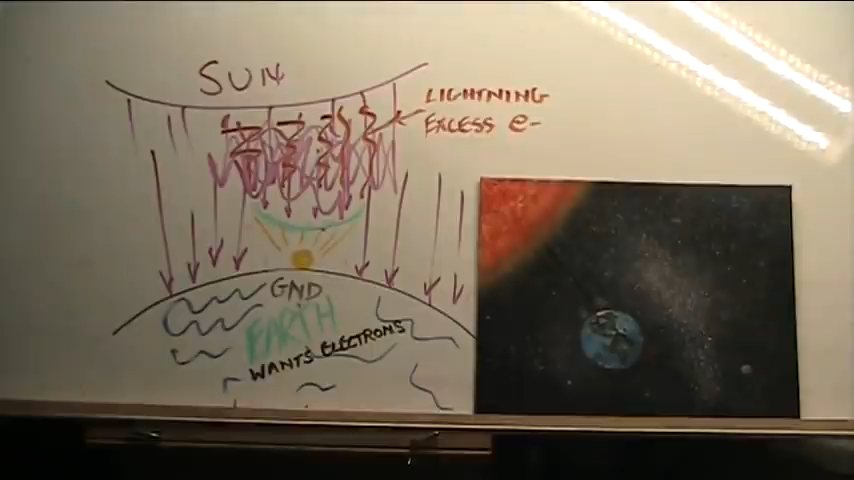 SUN
LIGHTNING
EXCESS e-
GND
EARTH
WANTS ELECTRONS